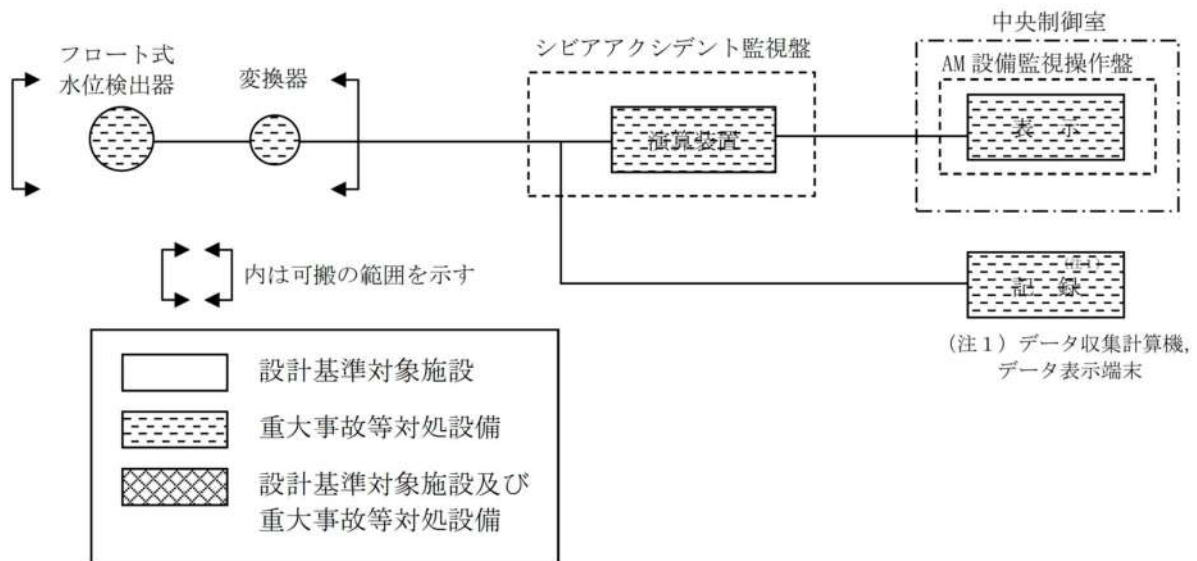 中央制御室
シビアアクシデント監視盤
AM 設備監視操作盤
フロート式
水位検出器
変換器
演算装置
表 示
内は可搬の範囲を示す
(注1)
記 録
(注1)データ収集計算機,
データ表示端末
設計基準対象施設
重大事故等対処設備
設計基準対象施設及び
重大事故等対処設備